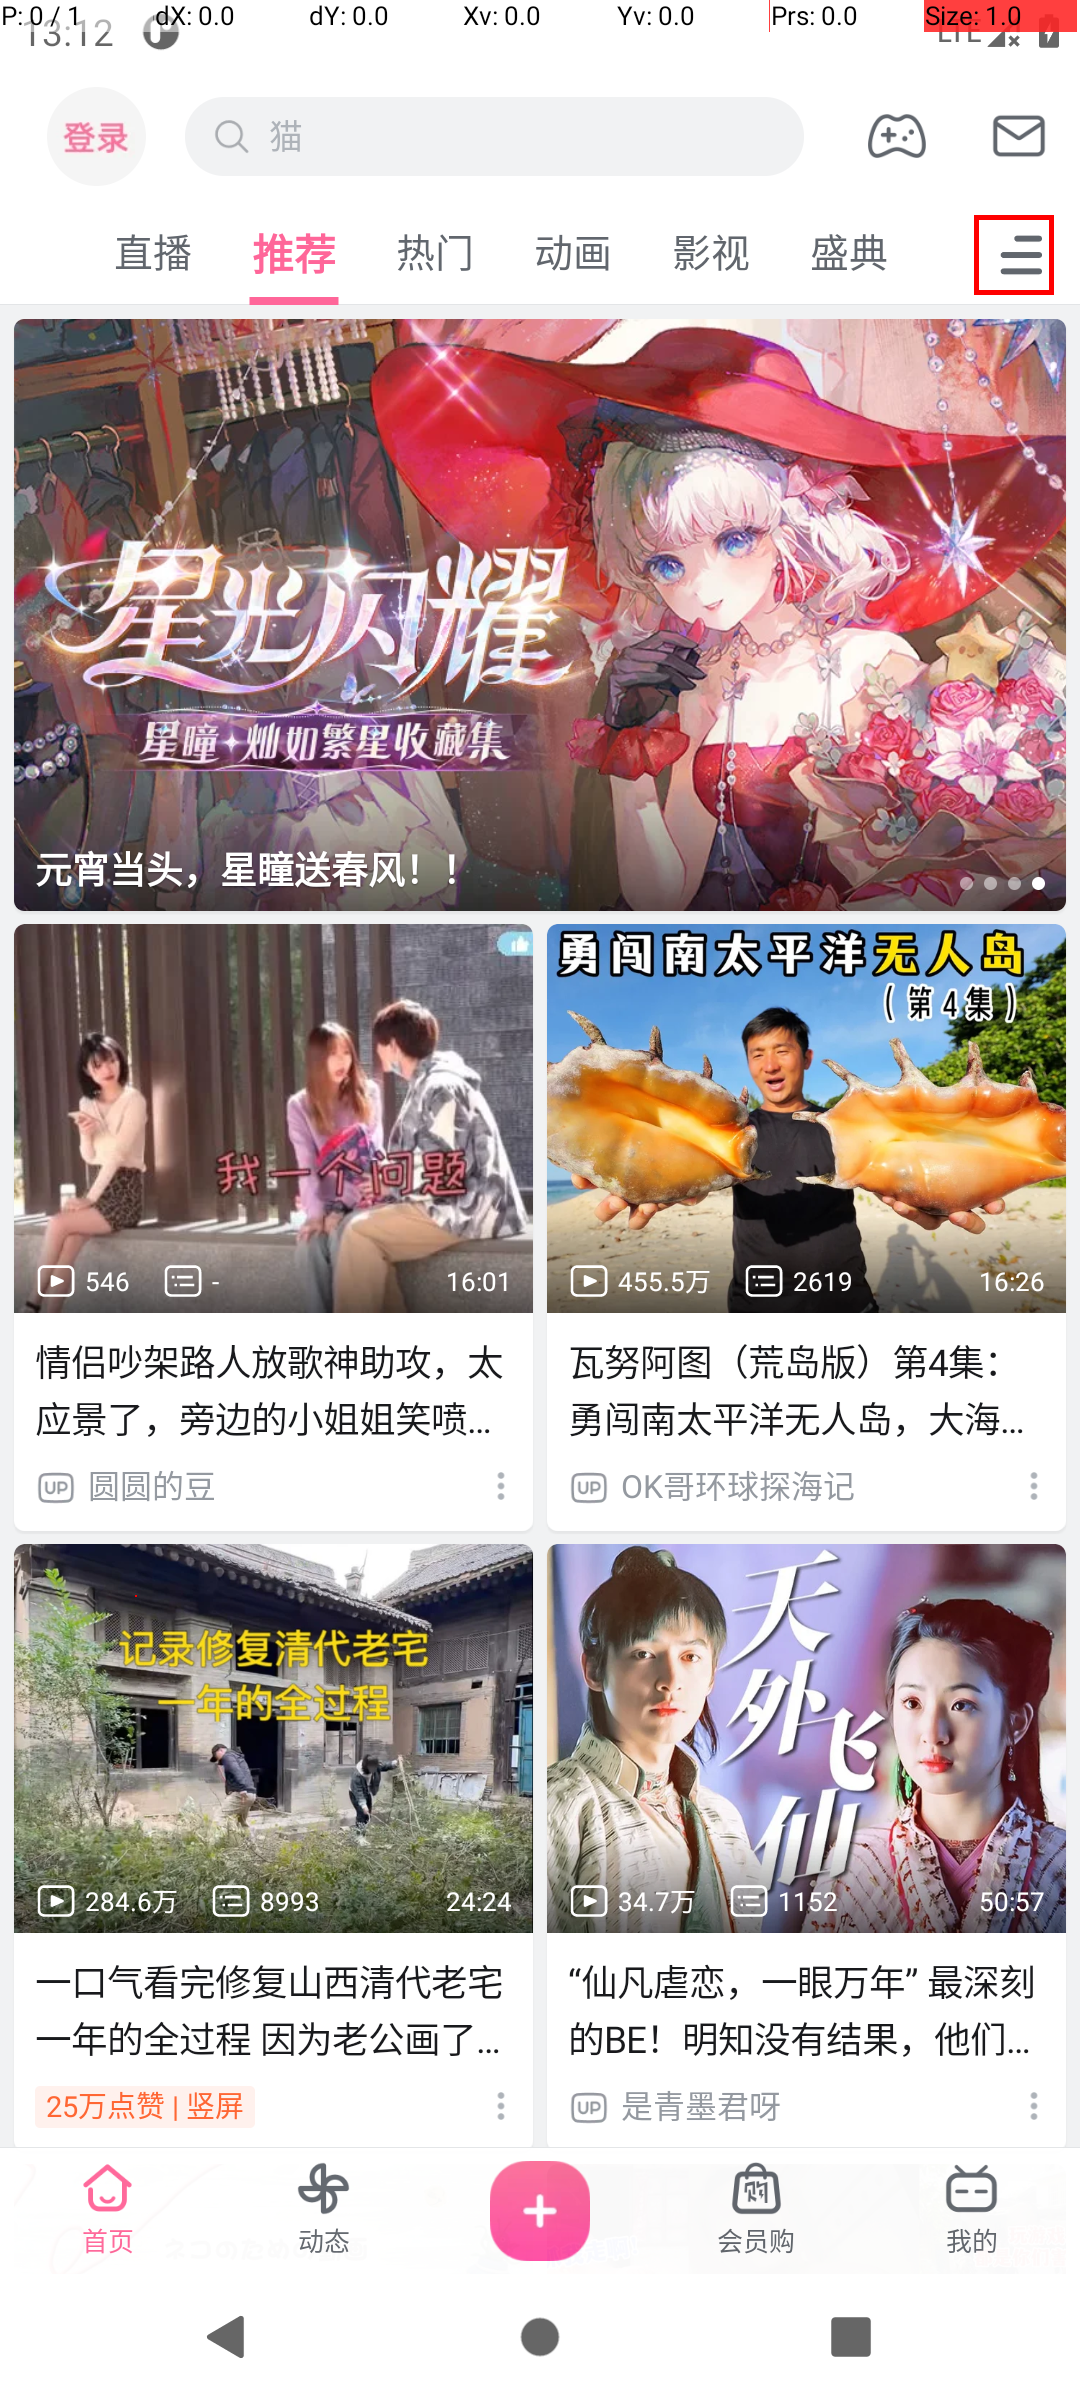 P: 0 / 1 dX: 0.0 dY: 0.0 Xv: 0.0 Yv: 0.0 Prs: 0.0 Size: 1.0
13:12 LTE
登录 猫
直播 推荐 热门 动画 影视 盛典
星光闪耀
星瞳·灿如繁星收藏集
元宵当头，星瞳送春风！！
我一个问题
546 - 16:01
情侣吵架路人放歌神助攻，太
应景了，旁边的小姐姐笑喷...
UP 圆圆的豆
勇闯南太平洋无人岛
（第4集）
455.5万 2619 16:26
瓦努阿图（荒岛版）第4集：
勇闯南太平洋无人岛，大海...
UP OK哥环球探海记
记录修复清代老宅
一年的全过程
284.6万 8993 24:24
一口气看完修复山西清代老宅
一年的全过程 因为老公画了...
25万点赞 | 竖屏
天外飞仙
34.7万 1152 50:57
“仙凡虐恋，一眼万年” 最深刻
的BE！明知没有结果，他们...
UP 是青墨君呀
首页 动态 会员购 我的